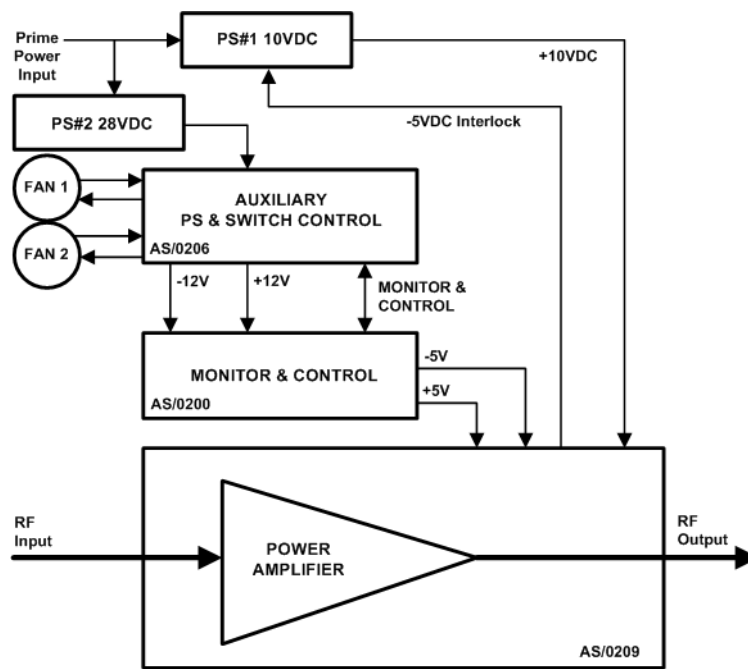 Prime
Power
Input
PS#1 10VDC
+10VDC
PS#2 28VDC
-5VDC Interlock
FAN 1
AUXILIARY
PS & SWITCH CONTROL
AS/0206
FAN 2
-12V
+12V
MONITOR &
CONTROL
MONITOR & CONTROL
AS/0200
-5V
+5V
RF
Input
POWER
AMPLIFIER
RF
Output
AS/0209